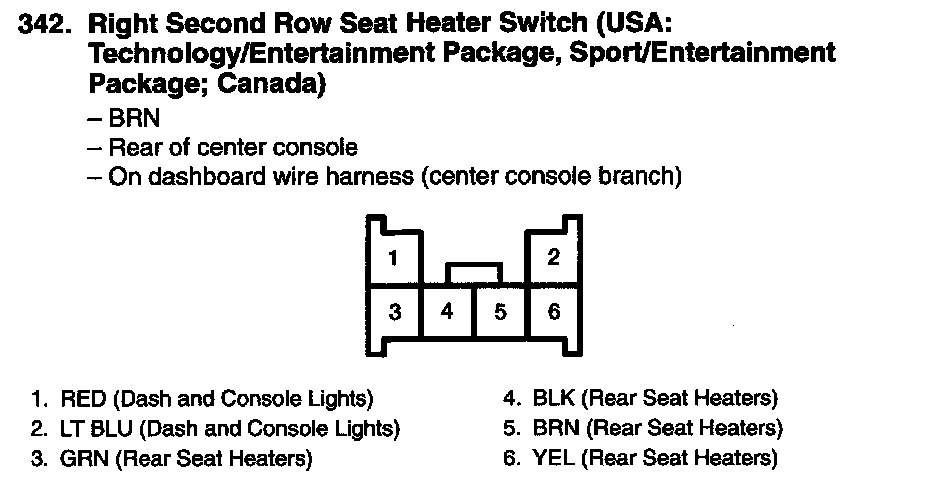 342. Right Second Row Seat Heater Switch (USA:
Technology/Entertainment Package, Sport/Entertainment
Package; Canada)
– BRN
– Rear of center console
– On dashboard wire harness (center console branch)
1 2
3 4 5 6
1. RED (Dash and Console Lights)
2. LT BLU (Dash and Console Lights)
3. GRN (Rear Seat Heaters)
4. BLK (Rear Seat Heaters)
5. BRN (Rear Seat Heaters)
6. YEL (Rear Seat Heaters)